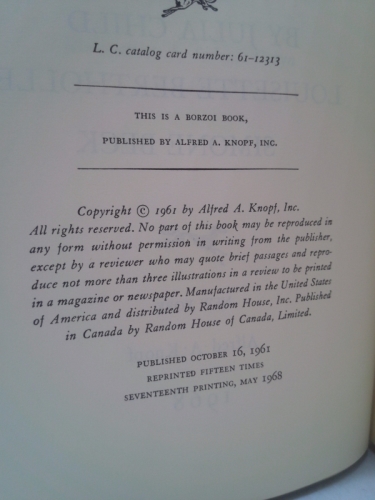 L. C. catalog card number: 61-12313
THIS IS A BORZOI BOOK,
PUBLISHED BY ALFRED A. KNOPF, INC.
Copyright © 1961 by Alfred A. Knopf, Inc.
All rights reserved. No part of this book may be reproduced in
any form without permission in writing from the publisher,
except by a reviewer who may quote brief passages and repro-
duce not more than three illustrations in a review to be printed
in a magazine or newspaper. Manufactured in the United States
of America and distributed by Random House, Inc. Published
in Canada by Random House of Canada, Limited.
PUBLISHED OCTOBER 16, 1961
REPRINTED FIFTEEN TIMES
SEVENTEENTH PRINTING, MAY 1968